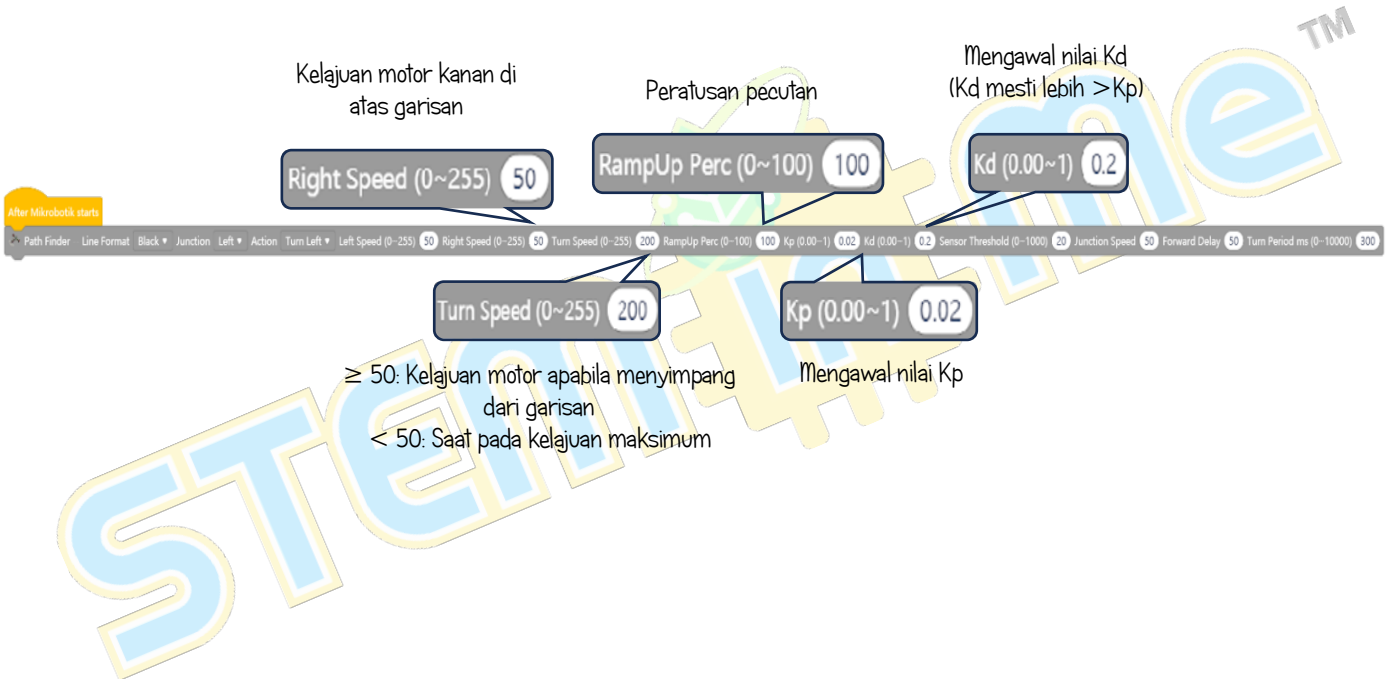 TM
Kelajuan motor kanan di
atas garisan
Peratusan pecutan
Mengawal nilai Kd
(Kd mesti lebih >Kp)
Right Speed (0~255) 50
RampUp Perc (0~100) 100
Kd (0.00~1) 0.2
After Mikrobotik starts
Path Finder Line Format Black Junction Left Action Turn Left Left Speed (0~255) 50 Right Speed (0~255) 50 Turn Speed (0~255) 200 RampUp Perc (0~100) 100 Kp (0.00~1) 0.02 Kd (0.00~1) 0.2 Sensor Threshold (0~1000) 20 Junction Speed 50 Forward Delay 50 Turn Period ms (0~10000) 300
Turn Speed (0~255) 200
Kp (0.00~1) 0.02
≥ 50: Kelajuan motor apabila menyimpang
dari garisan
< 50: Saat pada kelajuan maksimum
Mengawal nilai Kp
STEM in me